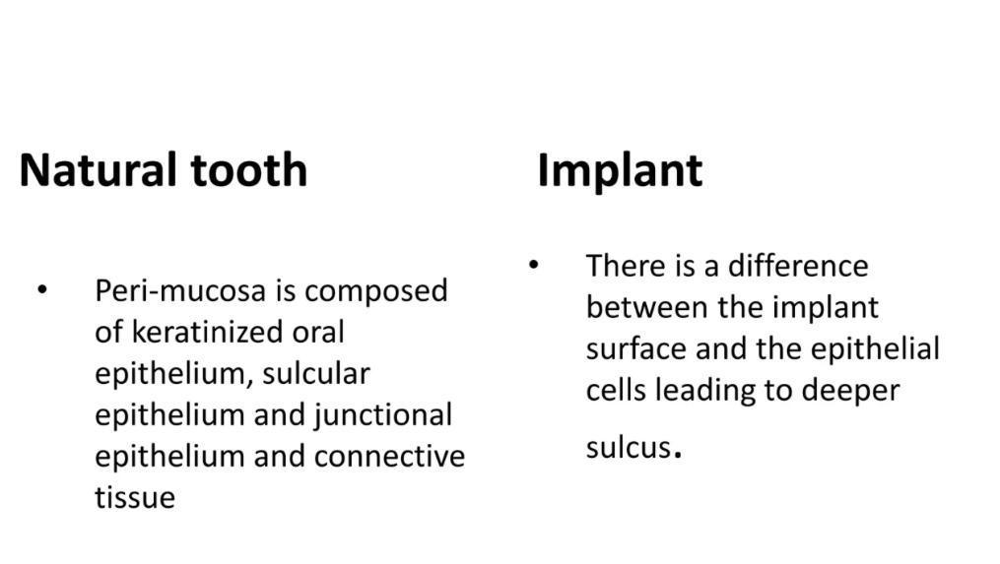 Natural tooth
• Peri-mucosa is composed
of keratinized oral
epithelium, sulcular
epithelium and junctional
epithelium and connective
tissue
Implant
• There is a difference
between the implant
surface and the epithelial
cells leading to deeper
sulcus.